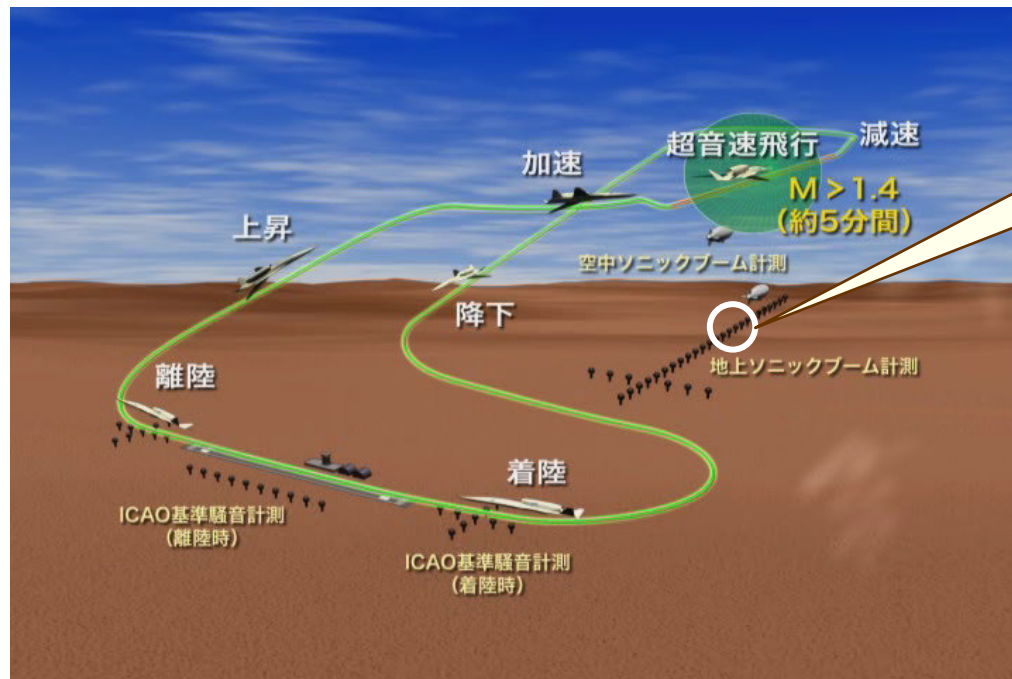 超音速飛行
減速
加速
M＞1.4
（約5分間）
上昇
空中ソニックブーム計測
降下
地上ソニックブーム計測
離陸
着陸
ICAO基準騒音計測
（離陸時）
ICAO基準騒音計測
（着陸時）